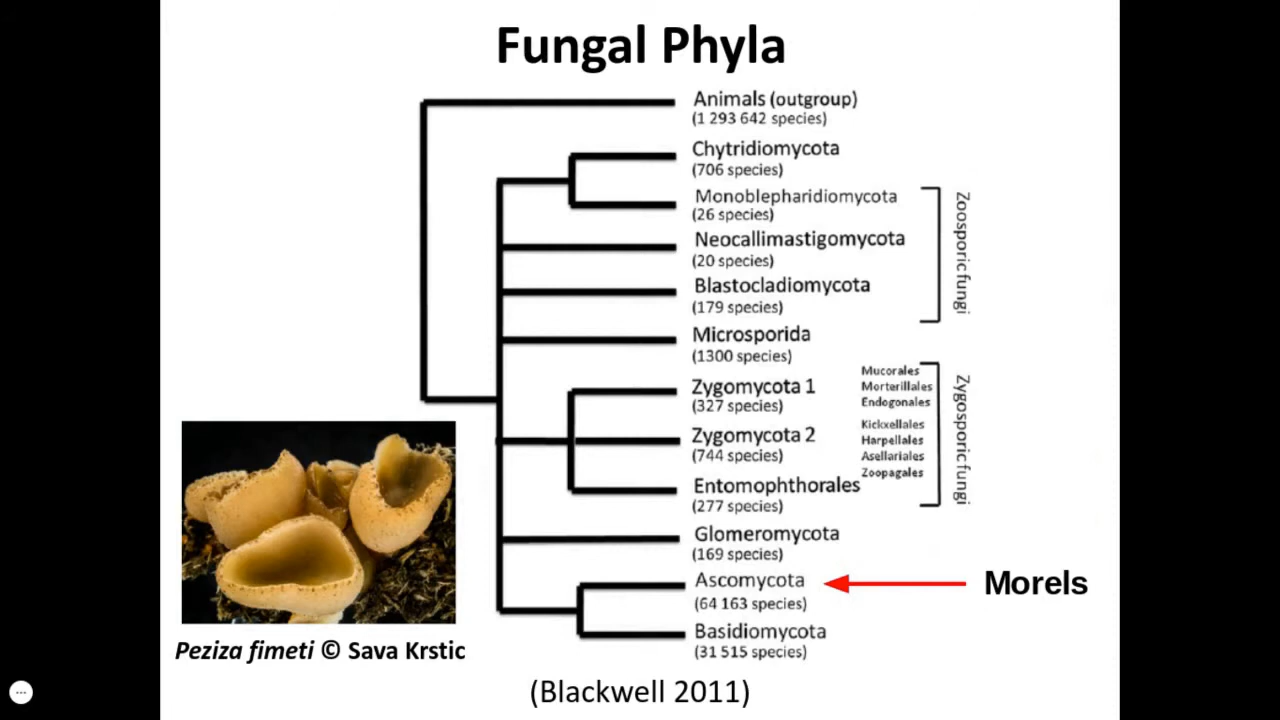 Fungal Phyla
Animals (outgroup)
(1 293 642 species)
Chytridiomycota
(706 species)
Monoblepharidiomycota
(26 species)
Neocallimastigomycota
(20 species)
Blastocladiomycota
(179 species)
Zoosporic fungi
Microsporida
(1300 species)
Zygomycota 1
(327 species)
Mucorales
Morterillales
Endogonales
Zygomycota 2
(744 species)
Kickxellales
Harpellales
Asellariales
Zoopagales
Entomophthorales
(277 species)
Zygosporic fungi
Glomeromycota
(169 species)
Ascomycota
(64 163 species)
Morels
Basidiomycota
(31 515 species)
Peziza fimeti © Sava Krstic
(Blackwell 2011)